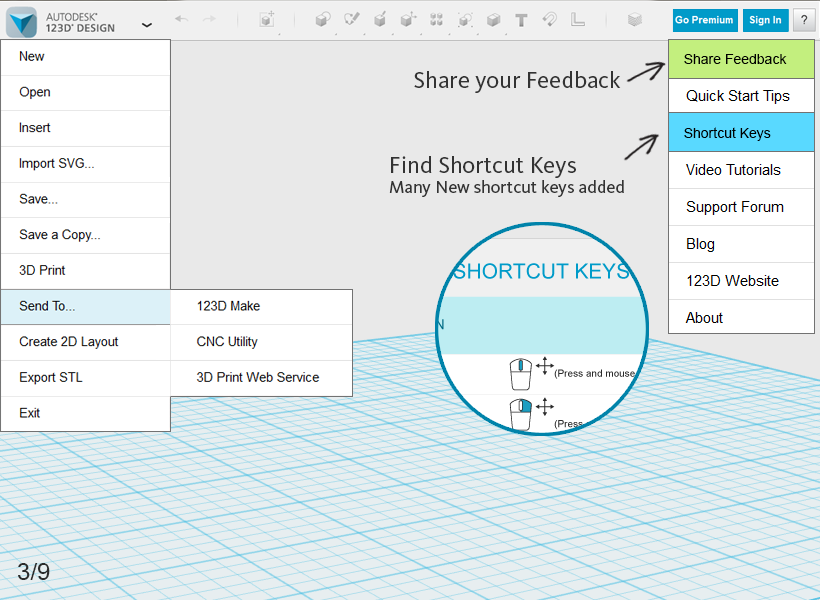 AUTODESK®
123D® DESIGN
Go Premium
Sign In
?
New
Open
Insert
Import SVG...
Save...
Save a Copy...
3D Print
Send To...
Create 2D Layout
Export STL
Exit
123D Make
CNC Utility
3D Print Web Service
Share your Feedback
Find Shortcut Keys
Many New shortcut keys added
SHORTCUT KEYS
N
(Press and mouse
(Press
Share Feedback
Quick Start Tips
Shortcut Keys
Video Tutorials
Support Forum
Blog
123D Website
About
3/9